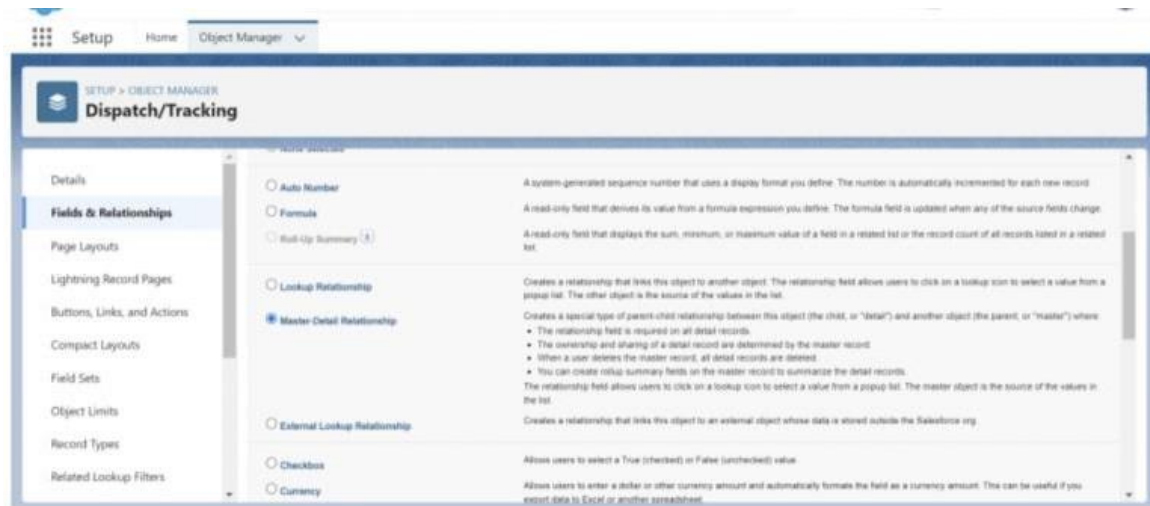 Setup
Home
Object Manager
SETUP > OBJECT MANAGER
Dispatch/Tracking
Details
Fields & Relationships
Page Layouts
Lightning Record Pages
Buttons, Links, and Actions
Compact Layouts
Field Sets
Object Limits
Record Types
Related Lookup Filters
None Selected
Auto Number
A system-generated sequence number that uses a display format you define. The number is automatically incremented for each new record.
Formula
A read-only field that derives its value from a formula expression you define. The formula field is updated when any of the source fields change.
Roll-Up Summary
A read-only field that displays the sum, minimum, or maximum value of a field in a related list or the record count of all records listed in a related
list.
Lookup Relationship
Creates a relationship that links this object to another object. The relationship field allows users to click on a lookup icon to select a value from a
popup list. The other object is the source of the values in the list.
Master-Detail Relationship
Creates a special type of parent-child relationship between this object (the child, or "detail") and another object (the parent, or "master") where:
• The relationship field is required on all detail records.
• The ownership and sharing of a detail record are determined by the master record.
• When a user deletes the master record, all detail records are deleted.
• You can create rollup summary fields on the master record to summarize the detail records.
The relationship field allows users to click on a lookup icon to select a value from a popup list. The master object is the source of the values in
the list.
External Lookup Relationship
Creates a relationship that links this object to an external object whose data is stored outside the Salesforce org.
Checkbox
Allows users to select a True (checked) or False (unchecked) value.
Currency
Allows users to enter a dollar or other currency amount and automatically formats the field as a currency amount. This can be useful if you
export data to Excel or another spreadsheet.